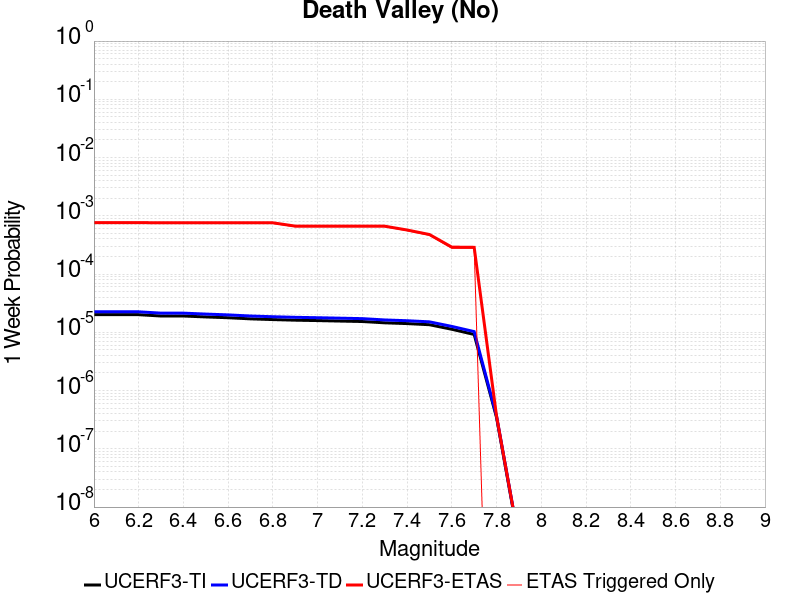 Death Valley (No)
10^0
10^-1
10^-2
10^-3
10^-4
10^-5
10^-6
10^-7
10^-8
1 Week Probability
6 6.2 6.4 6.6 6.8 7 7.2 7.4 7.6 7.8 8 8.2 8.4 8.6 8.8 9
Magnitude
UCERF3-TI UCERF3-TD UCERF3-ETAS ETAS Triggered Only